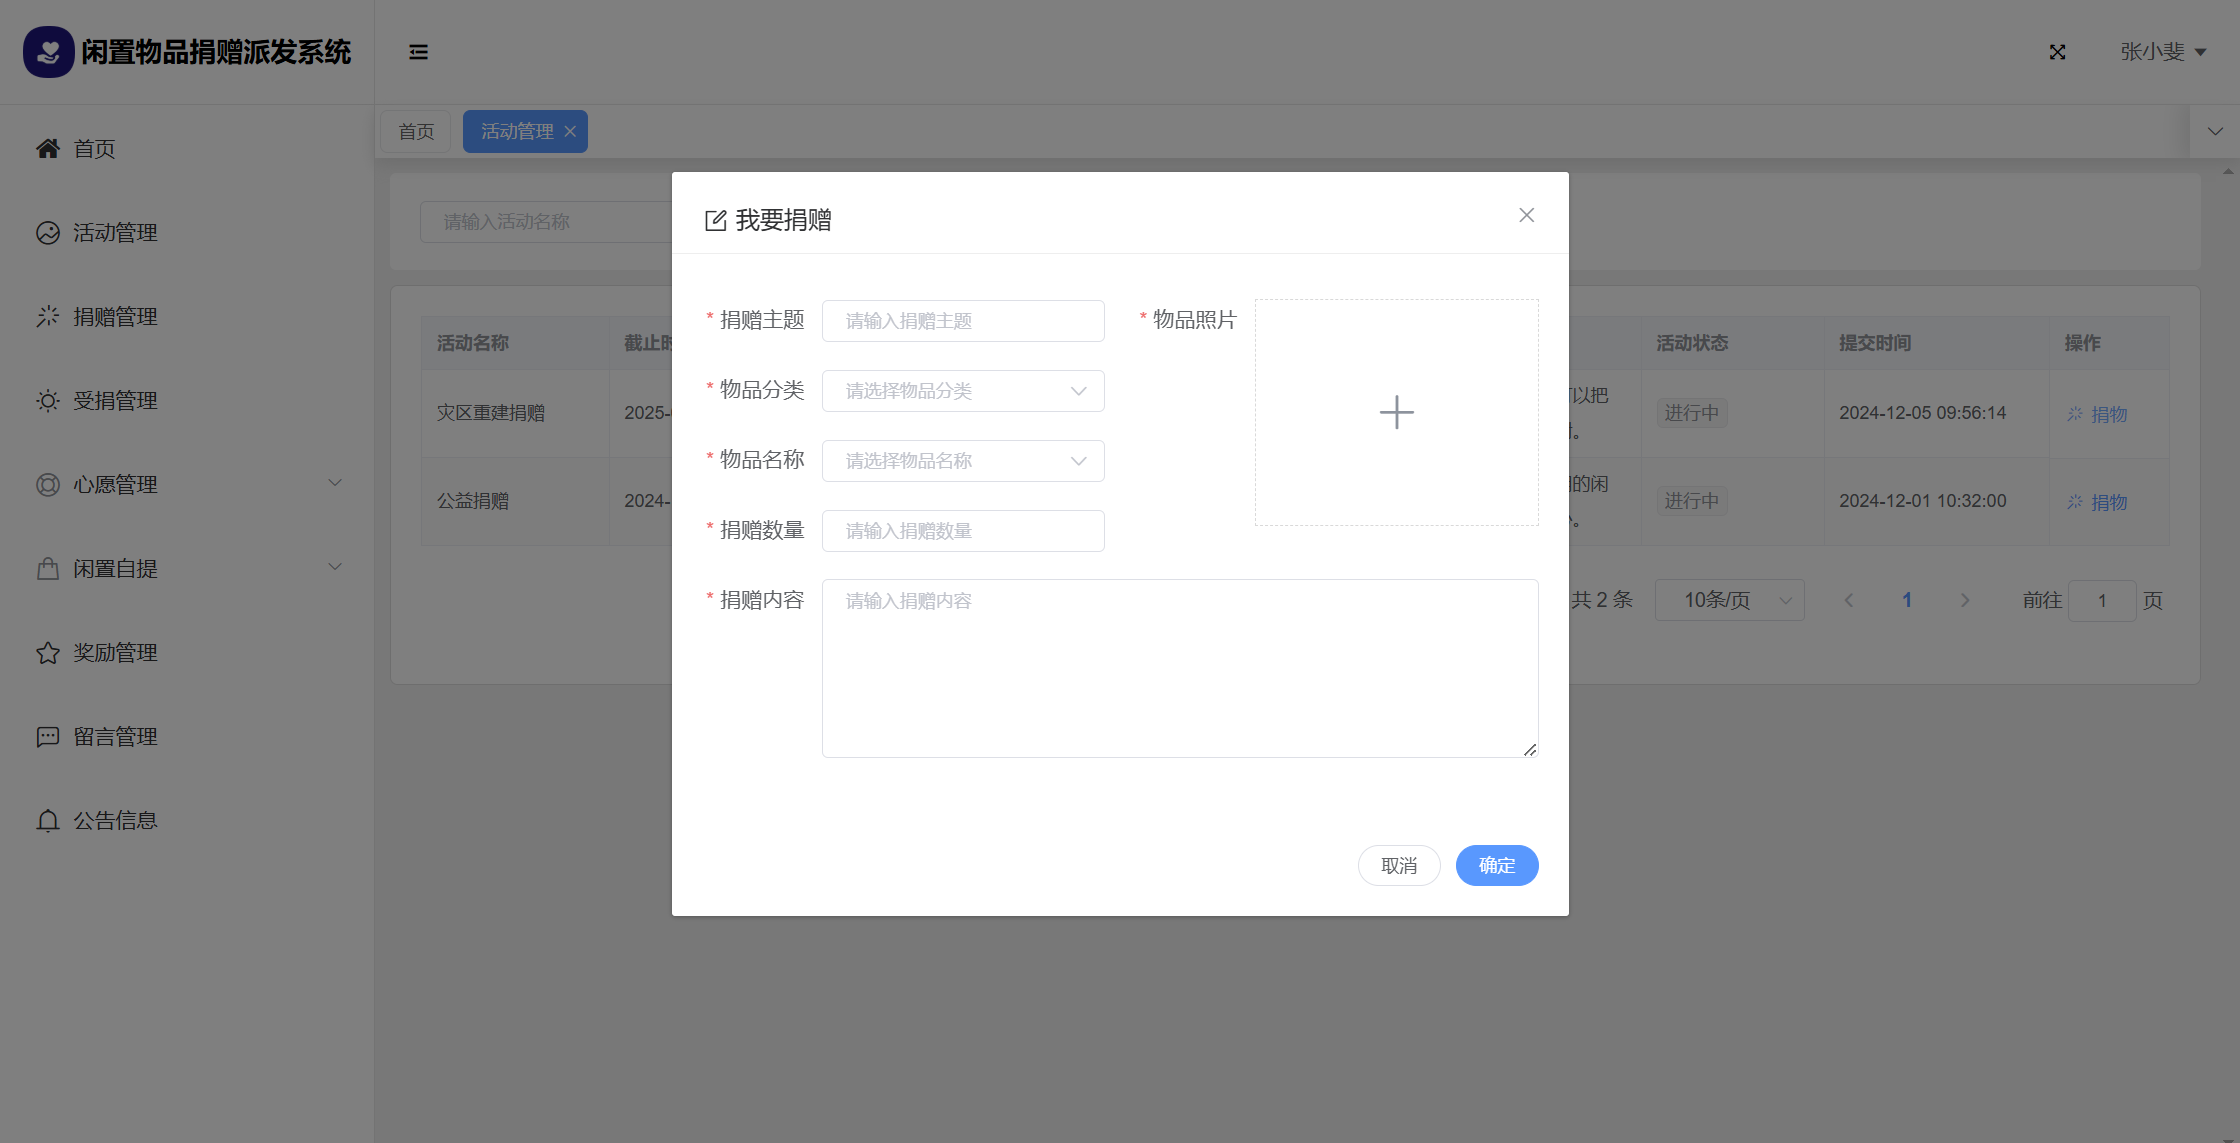 闲置物品捐赠派发系统
张小斐
首页
活动管理
首页
活动管理
捐赠管理
受捐管理
心愿管理
闲置自提
奖励管理
留言管理
公告信息
请输入活动名称
活动名称
截止时
活动状态
提交时间
操作
灾区重建捐赠
2025-
以把
。
进行中
2024-12-05 09:56:14
捐物
公益捐赠
2024-
的闲
。
进行中
2024-12-01 10:32:00
捐物
共 2 条
10条/页
1
前往
1
页
我要捐赠
* 捐赠主题
请输入捐赠主题
* 物品照片
* 物品分类
请选择物品分类
* 物品名称
请选择物品名称
* 捐赠数量
请输入捐赠数量
* 捐赠内容
请输入捐赠内容
取消
确定